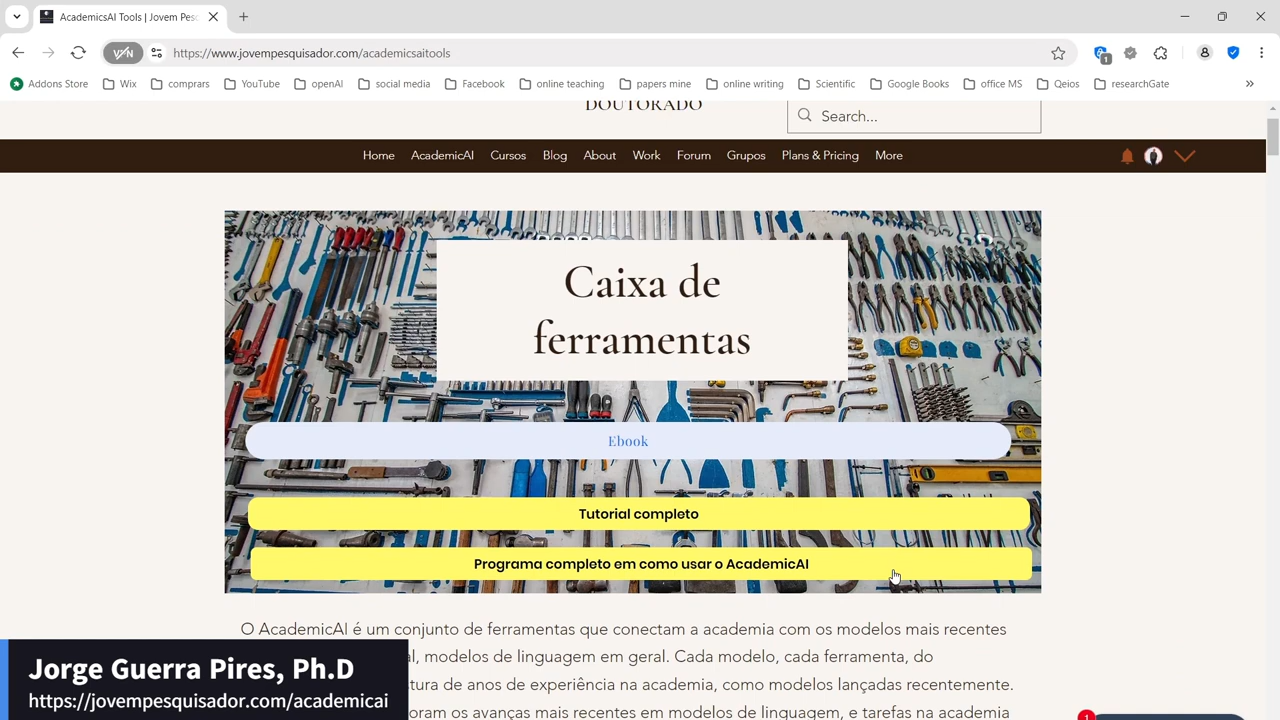 AcademicsAI Tools | Jovem Pes
https://www.jovempesquisador.com/academicsaitools
Addons Store Wix comprars YouTube openAI social media Facebook online teaching papers mine online writing Scientific Google Books office MS Qeios researchGate
DOUTORADO
Search...
Home AcademicAI Cursos Blog About Work Forum Grupos Plans & Pricing More
Caixa de
ferramentas
Ebook
Tutorial completo
Programa completo em como usar o AcademicAI
O AcademicAI é um conjunto de ferramentas que conectam a academia com os modelos mais recentes
modelos de linguagem em geral. Cada modelo, cada ferramenta, do
de anos de experiência na academia, como modelos lançadas recentemente.
os avanços mais recentes em modelos de linguagem, e tarefas na academia
Jorge Guerra Pires, Ph.D
https://jovempesquisador.com/academicai
1
1